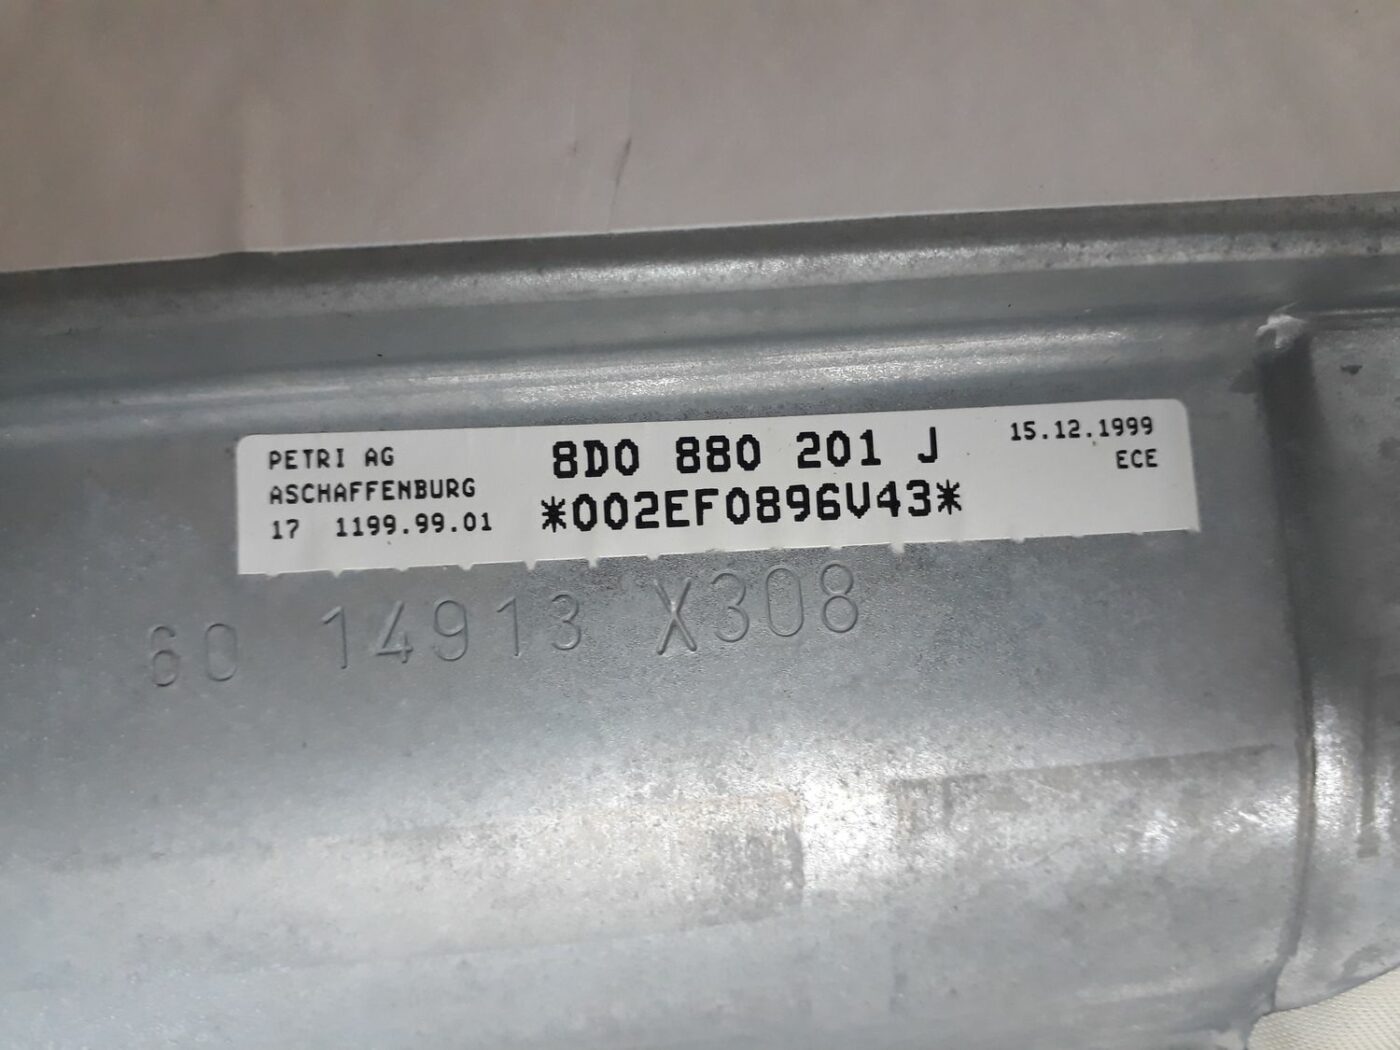 PETRI AG
ASCHAFFENBURG
17 1199.99.01
8D0 880 201 J
*002EF0896V43*
15.12.1999
ECE
60 14913 X308